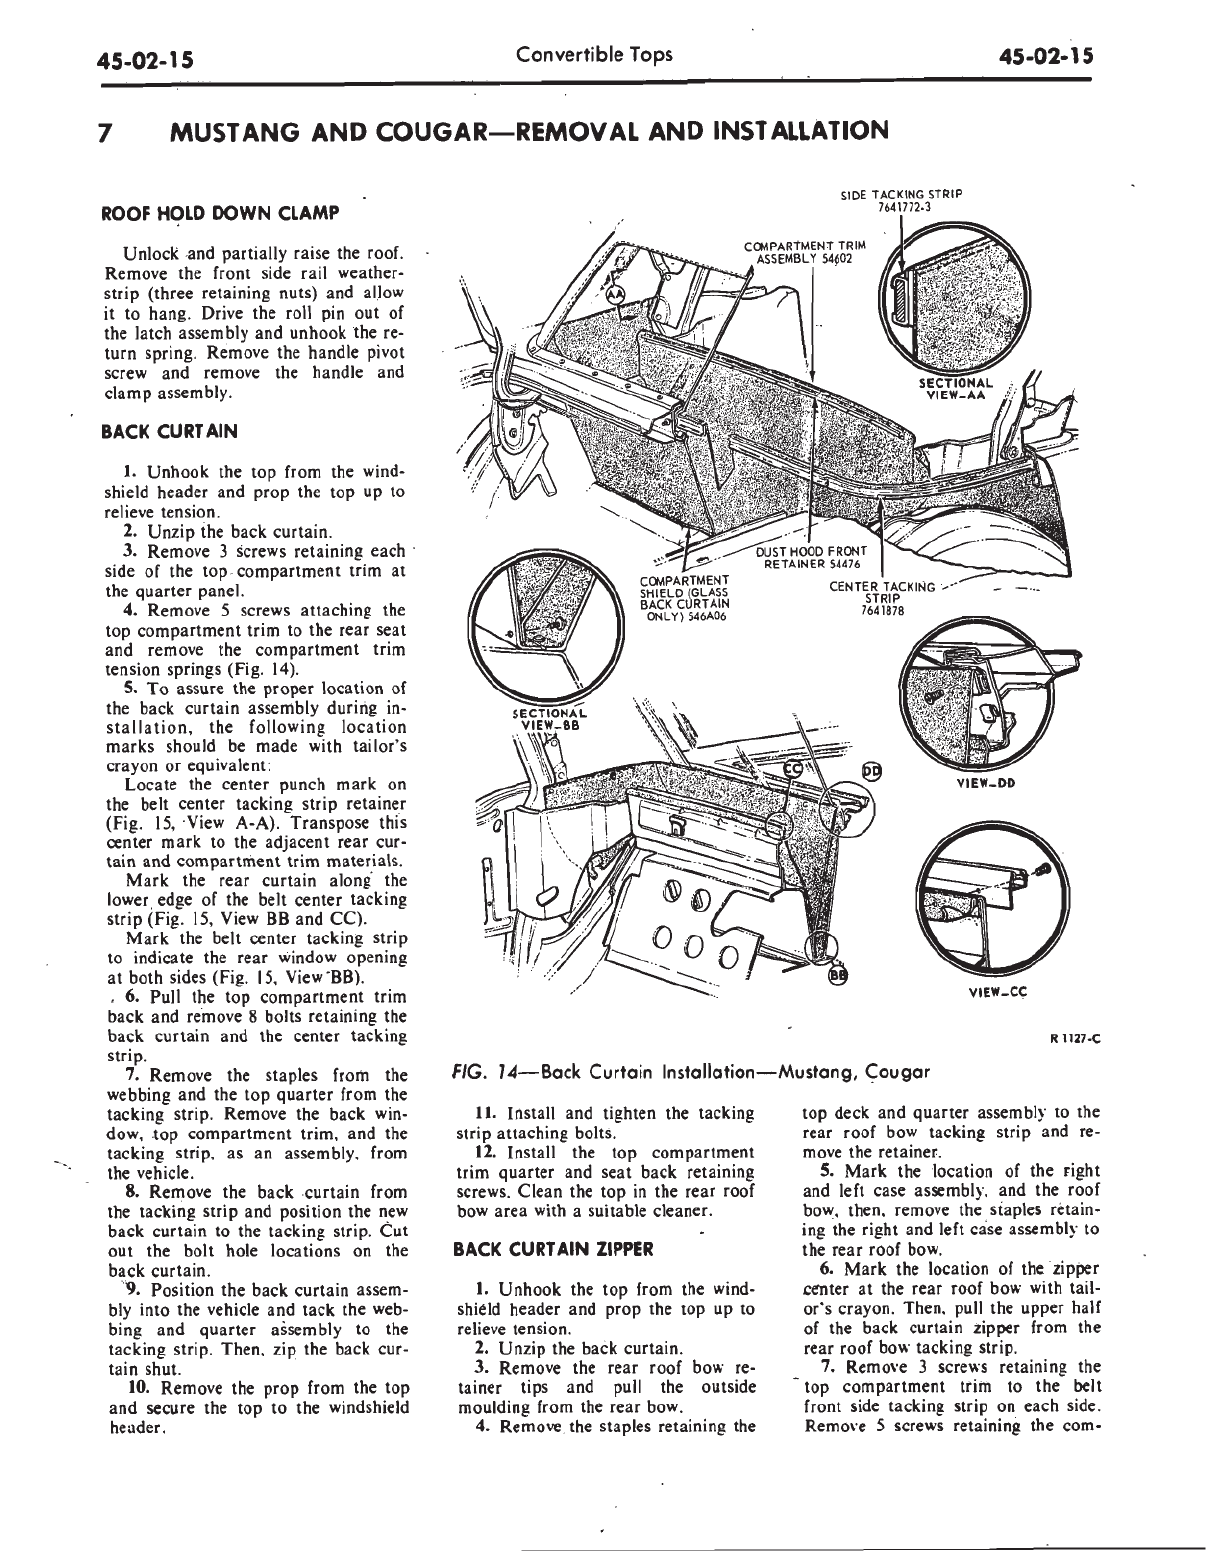 45-02-15
Convertible Tops
45-02-15
7 MUSTANG AND COUGAR—REMOVAL AND INSTALLATION
ROOF HOLD DOWN CLAMP
Unlock and partially raise the roof.
Remove the front side rail weather-
strip (three retaining nuts) and allow
it to hang. Drive the roll pin out of
the latch assembly and unhook the re-
turn spring. Remove the handle pivot
screw and remove the handle and
clamp assembly.
BACK CURTAIN
1. Unhook the top from the wind-
shield header and prop the top up to
relieve tension.
2. Unzip the back curtain.
3. Remove 3 screws retaining each
side of the top compartment trim at
the quarter panel.
4. Remove 5 screws attaching the
top compartment trim to the rear seat
and remove the compartment trim
tension springs (Fig. 14).
5. To assure the proper location of
the back curtain assembly during in-
stallation, the following location
marks should be made with tailor's
crayon or equivalent:
Locate the center punch mark on
the belt center tacking strip retainer
(Fig. 15, View A-A). Transpose this
center mark to the adjacent rear cur-
tain and compartment trim materials.
Mark the rear curtain along the
lower edge of the belt center tacking
strip (Fig. 15, View BB and CC).
Mark the belt center tacking strip
to indicate the rear window opening
at both sides (Fig. 15, View BB).
6. Pull the top compartment trim
back and remove 8 bolts retaining the
back curtain and the center tacking
strip.
7. Remove the staples from the
webbing and the top quarter from the
tacking strip. Remove the back win-
dow, top compartment trim, and the
tacking strip, as an assembly, from
the vehicle.
8. Remove the back curtain from
the tacking strip and position the new
back curtain to the tacking strip. Cut
out the bolt hole locations on the
back curtain.
9. Position the back curtain assem-
bly into the vehicle and tack the web-
bing and quarter assembly to the
tacking strip. Then, zip the back cur-
tain shut.
10. Remove the prop from the top
and secure the top to the windshield
header.
SIDE TACKING STRIP
7641772-3
COMPARTMENT TRIM
ASSEMBLY 54602
AA
SECTIONAL
VIEW-AA
DUST HOOD FRONT
RETAINER 54476
COMPARTMENT
SHIELD (GLASS
BACK CURTAIN
ONLY) 546A06
CENTER TACKING
STRIP
7641878
SECTIONAL
VIEW-BB
CC
DD
VIEW-DD
BB
VIEW-CC
R1127-C
FIG. 14—Back Curtain Installation—Mustang, Cougar
11. Install and tighten the tacking
strip attaching bolts.
12. Install the top compartment
trim quarter and seat back retaining
screws. Clean the top in the rear roof
bow area with a suitable cleaner.
BACK CURTAIN ZIPPER
1. Unhook the top from the wind-
shield header and prop the top up to
relieve tension.
2. Unzip the back curtain.
3. Remove the rear roof bow re-
tainer tips and pull the outside
moulding from the rear bow.
4. Remove the staples retaining the
top deck and quarter assembly to the
rear roof bow tacking strip and re-
move the retainer.
5. Mark the location of the right
and left case assembly, and the roof
bow, then, remove the staples retain-
ing the right and left case assembly to
the rear roof bow.
6. Mark the location of the zipper
center at the rear roof bow with tail-
or's crayon. Then, pull the upper half
of the back curtain zipper from the
rear roof bow tacking strip.
7. Remove 3 screws retaining the
top compartment trim to the belt
front side tacking strip on each side.
Remove 5 screws retaining the com-